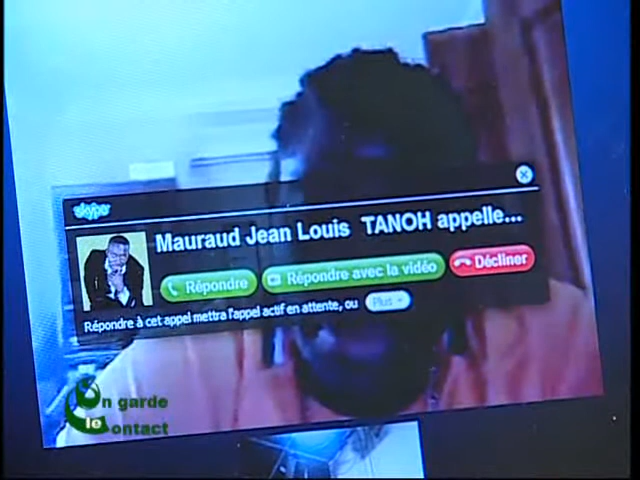 skype
Mauraud Jean Louis TANOH appelle...
Répondre
Répondre avec la vidéo
Décliner
Répondre à cet appel mettra l'appel actif en attente, ou
Plus
On garde
le
Contact